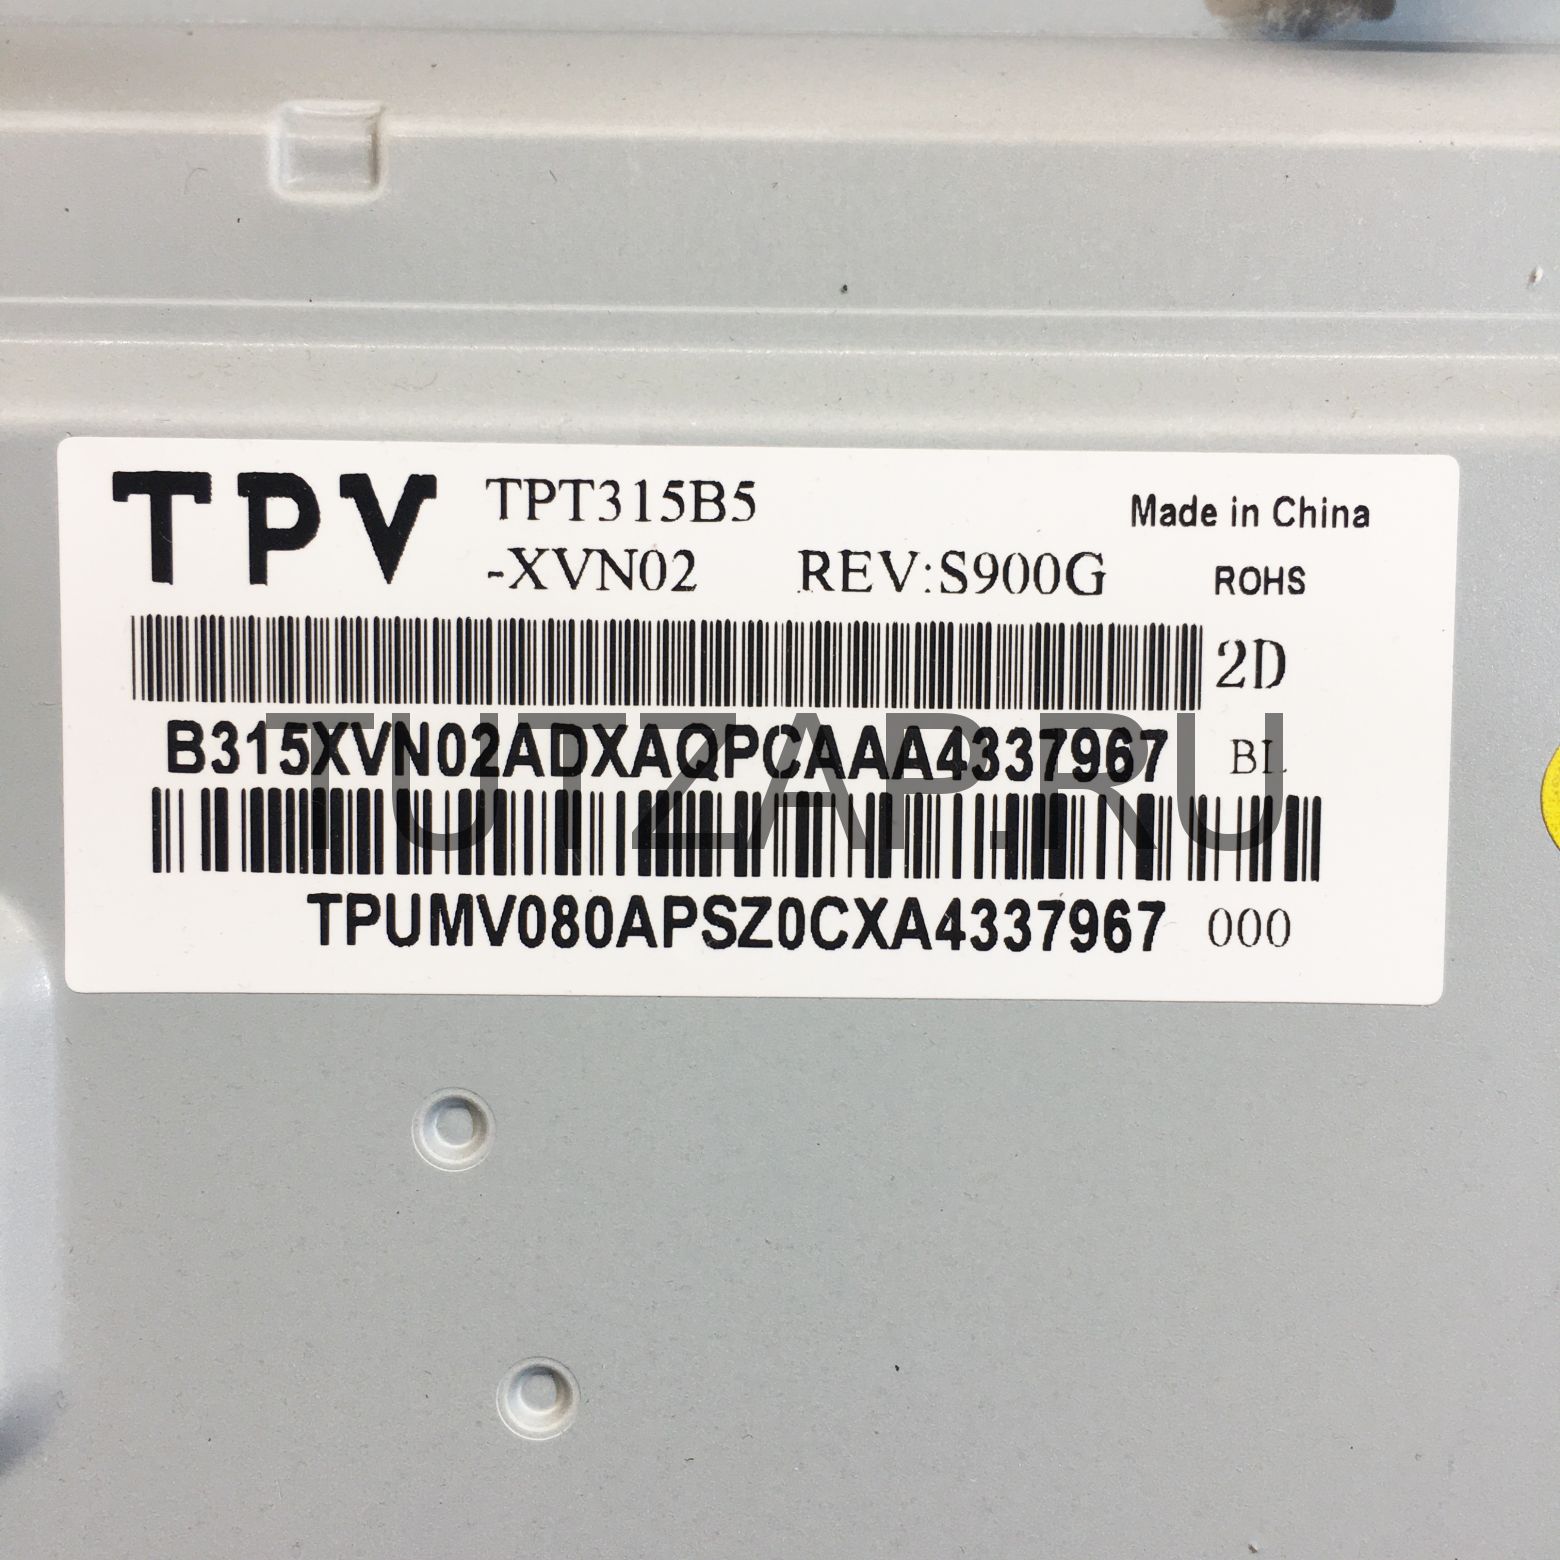 TPV TPT315B5 Made in China
-XVN02 REV:S900G ROHS
2D
B315XVN02ADXAQPCAAA4337967 BL
TUTZAP.RU
TPUMV080APSZ0CXA4337967 000